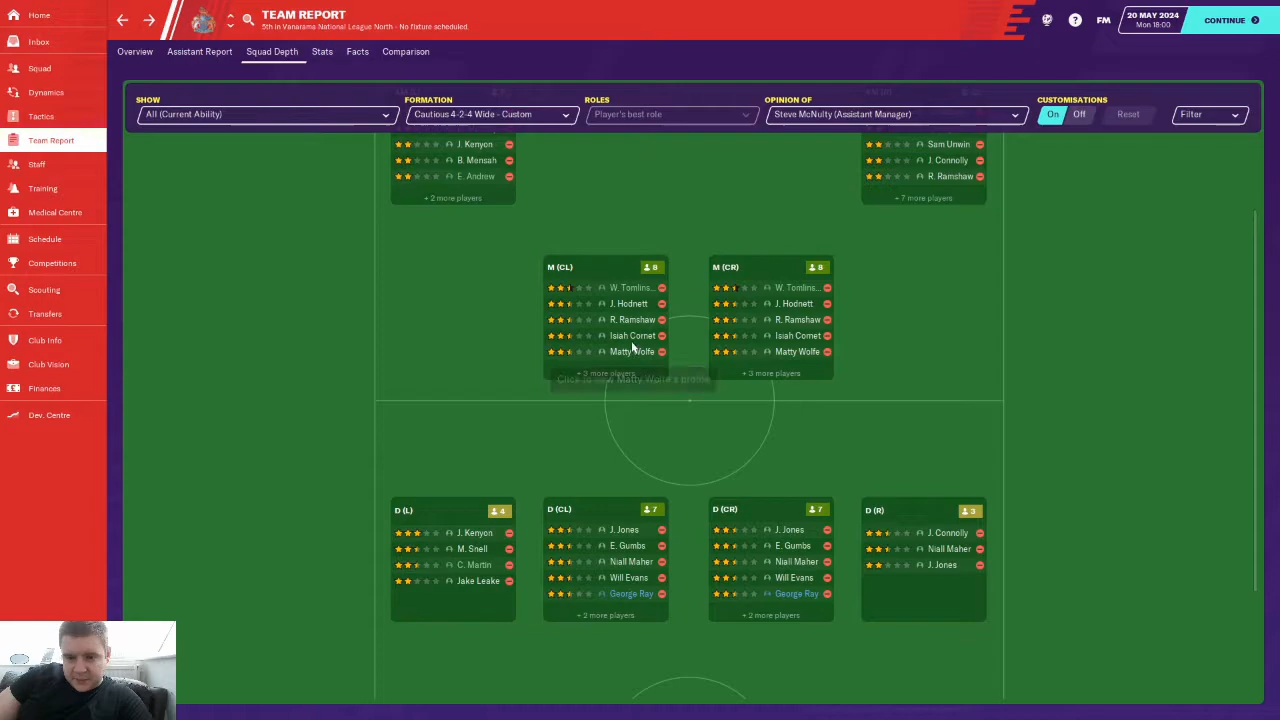 Home
Inbox
Squad
Dynamics
Tactics
Team Report
Staff
Training
Medical Centre
Schedule
Competitions
Scouting
Transfers
Club Info
Club Vision
Finances
Dev. Centre
TEAM REPORT
5th in Vanarama National League North - No fixture scheduled.
FM
20 MAY 2024
Mon 18:00
CONTINUE
Overview
Assistant Report
Squad Depth
Stats
Facts
Comparison
SHOW
All (Current Ability)
FORMATION
Cautious 4-2-4 Wide - Custom
ROLES
Player's best role
OPINION OF
Steve McNulty (Assistant Manager)
CUSTOMISATIONS
On
Off
Reset
Filter
J. Kenyon
B. Mensah
E. Andrew
+ 2 more players
Sam Unwin
J. Connolly
R. Ramshaw
+ 7 more players
M (CL)
8
W. Tomlins...
J. Hodnett
R. Ramshaw
Isiah Cornet
Matty Wolfe
+ 3 more players
M (CR)
8
W. Tomlins...
J. Hodnett
R. Ramshaw
Isiah Cornet
Matty Wolfe
+ 3 more players
D (L)
4
J. Kenyon
M. Snell
C. Martin
Jake Leake
D (CL)
7
J. Jones
E. Gumbs
Niall Maher
Will Evans
George Ray
+ 2 more players
D (CR)
7
J. Jones
E. Gumbs
Niall Maher
Will Evans
George Ray
+ 2 more players
D (R)
3
J. Connolly
Niall Maher
J. Jones